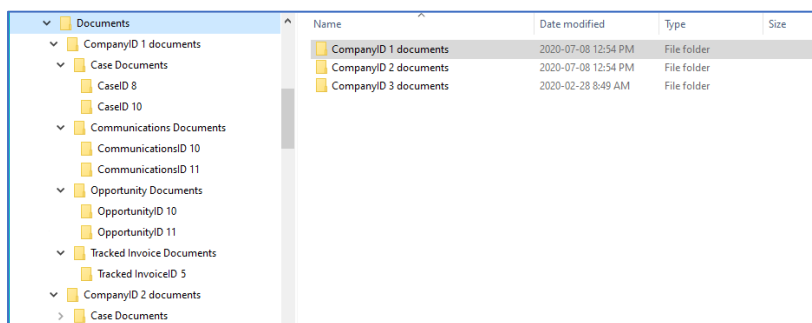 Documents
CompanyID 1 documents
Case Documents
CaseID 8
CaseID 10
Communications Documents
CommunicationsID 10
CommunicationsID 11
Opportunity Documents
OpportunityID 10
OpportunityID 11
Tracked Invoice Documents
Tracked InvoiceID 5
CompanyID 2 documents
Case Documents
Name Date modified Type Size
CompanyID 1 documents 2020-07-08 12:54 PM File folder
CompanyID 2 documents 2020-07-08 12:54 PM File folder
CompanyID 3 documents 2020-02-28 8:49 AM File folder